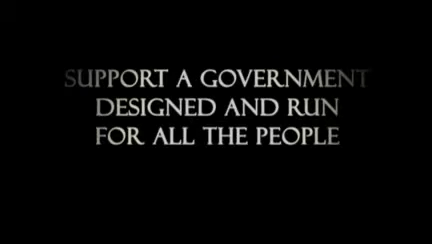 SUPPORT A GOVERNMENT
DESIGNED AND RUN
FOR ALL THE PEOPLE